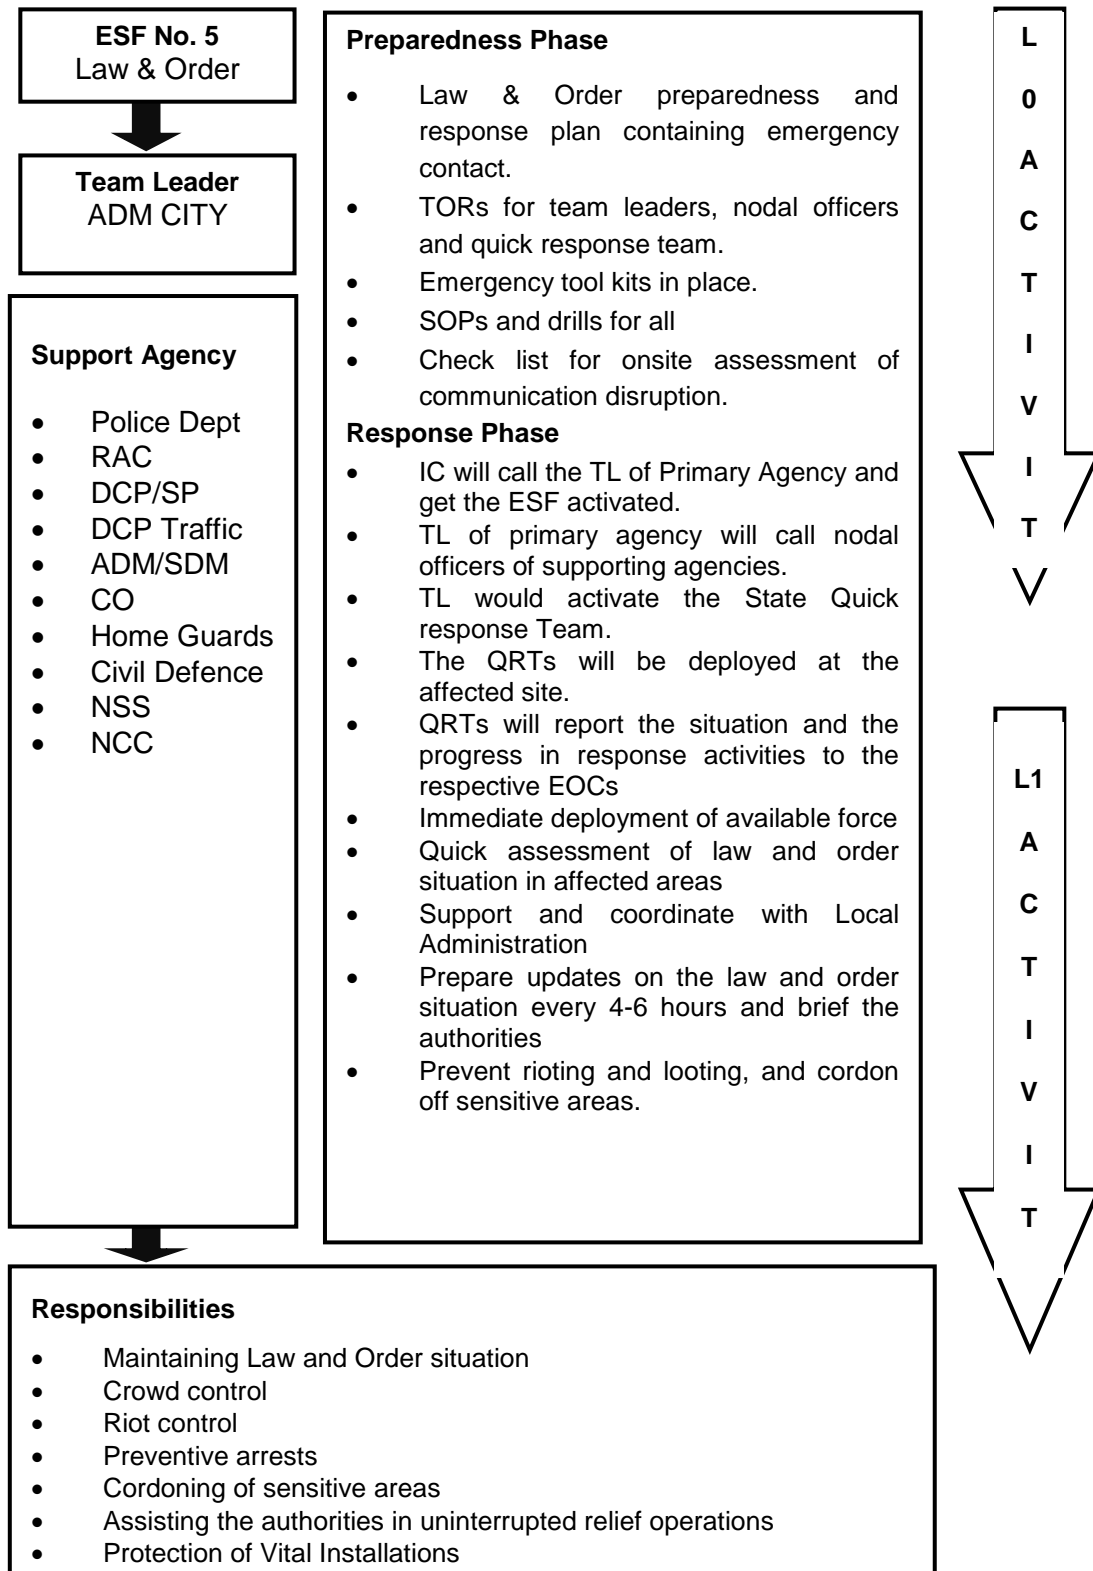 ESF No. 5
Law & Order
Team Leader
ADM CITY
Support Agency
• Police Dept
• RAC
• DCP/SP
• DCP Traffic
• ADM/SDM
• CO
• Home Guards
• Civil Defence
• NSS
• NCC
Preparedness Phase
• Law & Order preparedness and
response plan containing emergency
contact.
• TORs for team leaders, nodal officers
and quick response team.
• Emergency tool kits in place.
• SOPs and drills for all
• Check list for onsite assessment of
communication disruption.
Response Phase
• IC will call the TL of Primary Agency and
get the ESF activated.
• TL of primary agency will call nodal
officers of supporting agencies.
• TL would activate the State Quick
response Team.
• The QRTs will be deployed at the
affected site.
• QRTs will report the situation and the
progress in response activities to the
respective EOCs
• Immediate deployment of available force
• Quick assessment of law and order
situation in affected areas
• Support and coordinate with Local
Administration
• Prepare updates on the law and order
situation every 4-6 hours and brief the
authorities
• Prevent rioting and looting, and cordon
off sensitive areas.
L
0
A
C
T
I
V
I
T
L1
A
C
T
I
V
I
T
Responsibilities
• Maintaining Law and Order situation
• Crowd control
• Riot control
• Preventive arrests
• Cordoning of sensitive areas
• Assisting the authorities in uninterrupted relief operations
• Protection of Vital Installations